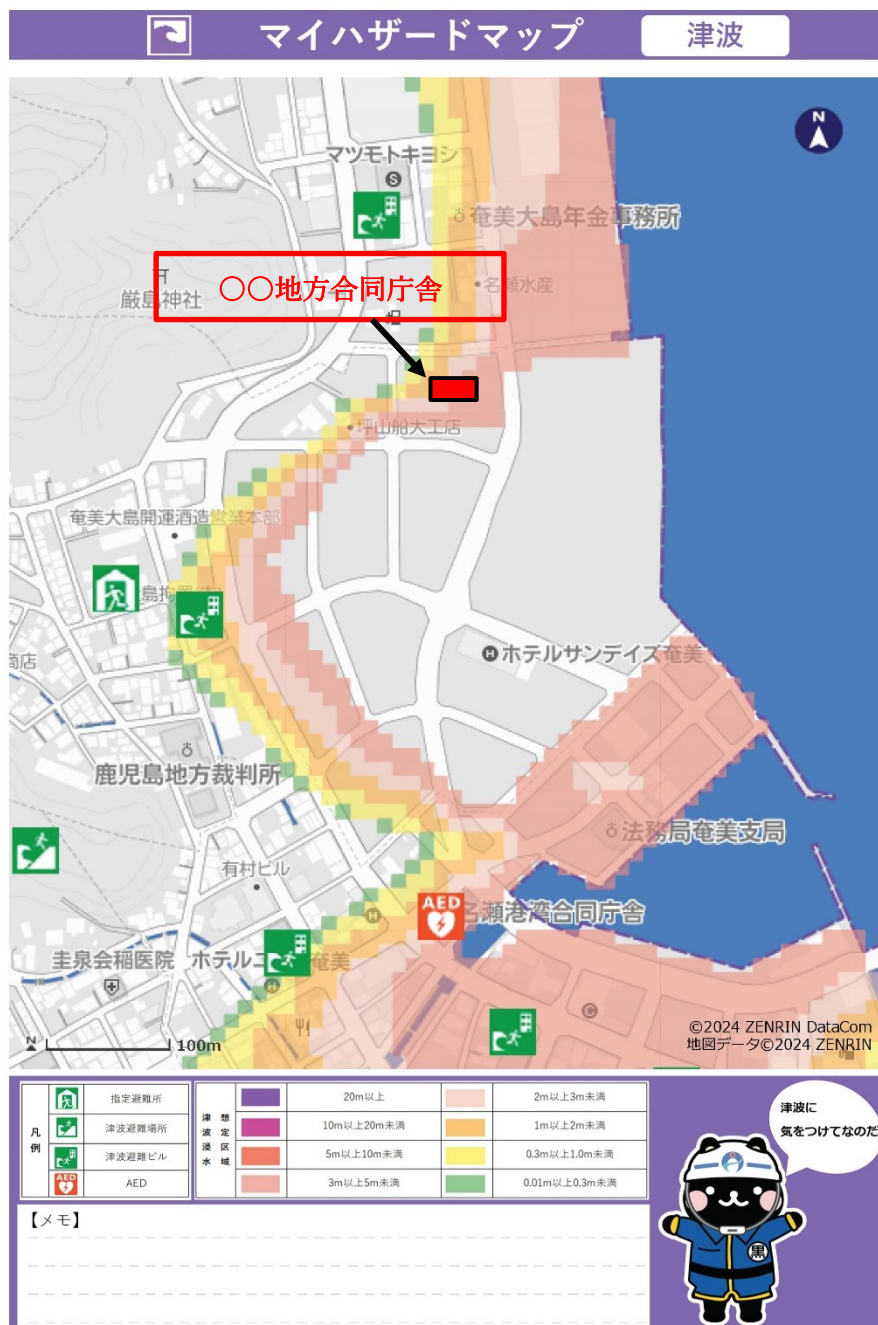 マイハザードマップ
津波
N
マツモトキヨシ
S
奄美大島年金事務所
〇〇地方合同庁舎
厳島神社
名瀬水産
坪山船大工店
奄美大島開運酒造営業本部
島拘置
商店
H ホテルサンデイズ奄美
鹿児島地方裁判所
法務局奄美支局
有村ビル
AED
名瀬港湾合同庁舎
H
圭泉会稲医院
ホテルニ
奄美
H
C
N
100m
©2024 ZENRIN DataCom
地図データ©2024 ZENRIN
凡例
指定避難所
津波避難場所
津波避難ビル
AED
AED
津波浸水
想定区域
20m以上
2m以上3m未満
10m以上20m未満
1m以上2m未満
5m以上10m未満
0.3m以上1.0m未満
3m以上5m未満
0.01m以上0.3m未満
【メモ】
津波に
気をつけてなのだ
黒